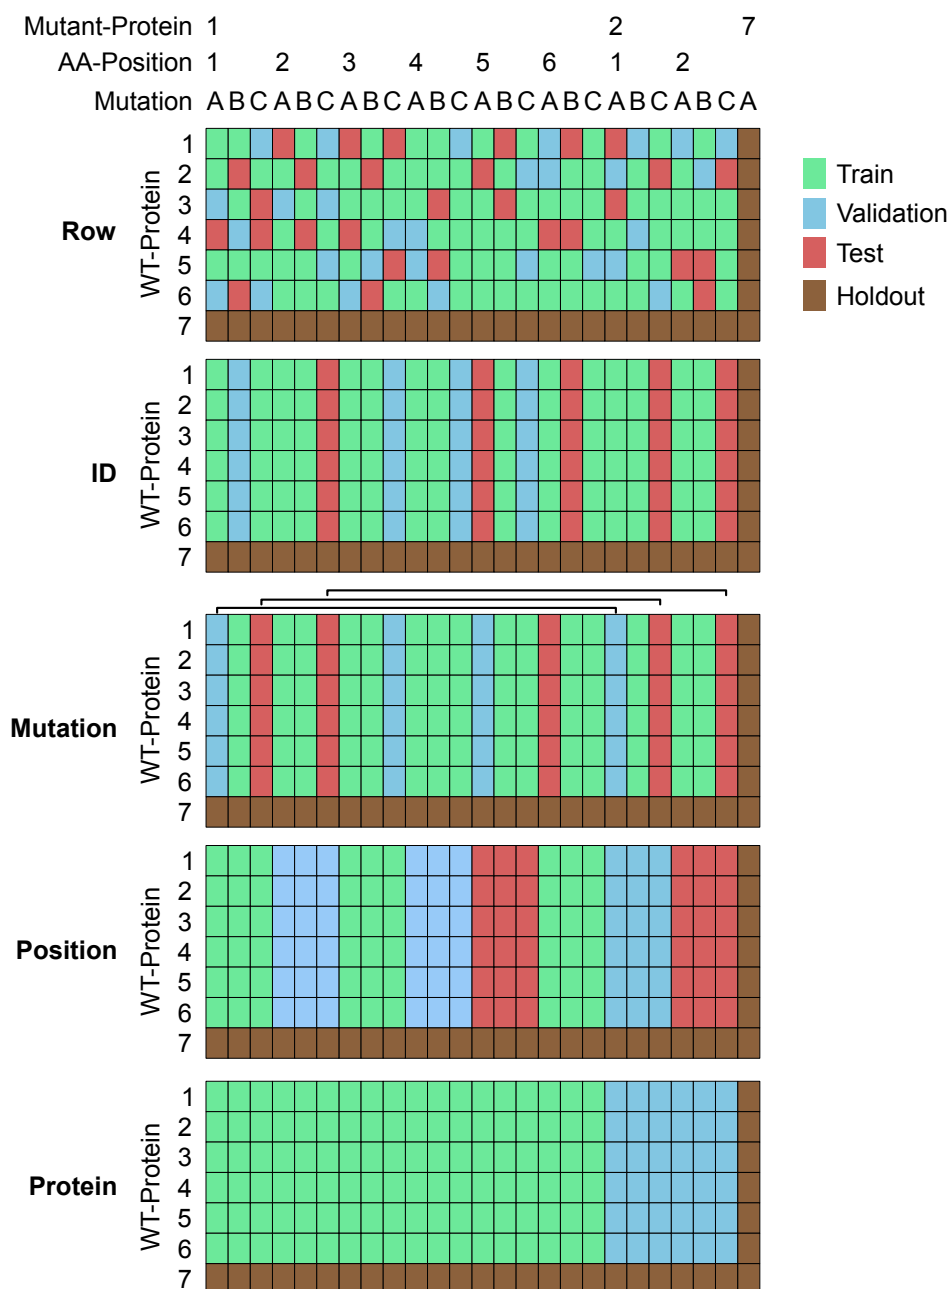 Mutant-Protein 1 2 7
AA-Position 1 2 3 4 5 6 1 2
Mutation A B C A B C A B C A B C A B C A B C A B C A B C A
Row
WT-Protein
1
2
3
4
5
6
7
Train
Validation
Test
Holdout
ID
WT-Protein
1
2
3
4
5
6
7
Mutation
WT-Protein
1
2
3
4
5
6
7
Position
WT-Protein
1
2
3
4
5
6
7
Protein
WT-Protein
1
2
3
4
5
6
7